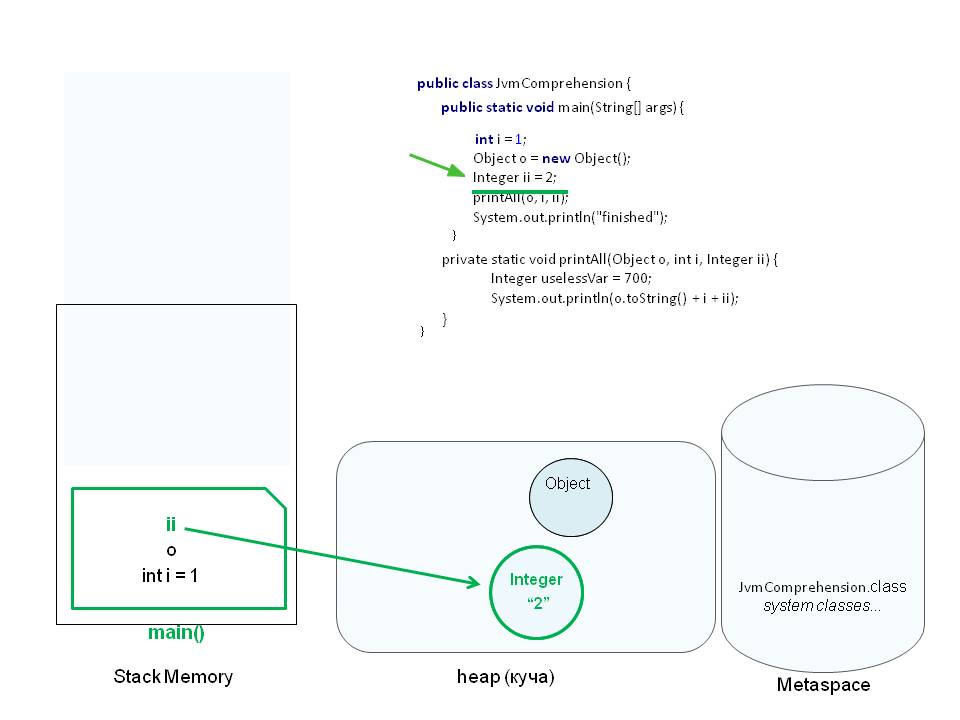 public class JvmComprehension {
public static void main(String[] args) {
int i = 1;
Object o = new Object();
Integer ii = 2;
printAll(o, i, ii);
System.out.println("finished");
}
private static void printAll(Object o, int i, Integer ii) {
Integer uselessVar = 700;
System.out.println(o.toString() + i + ii);
}
}
ii
o
int i = 1
main()
Stack Memory
Object
Integer
“2”
heap (куча)
JvmComprehension.class
system classes...
Metaspace